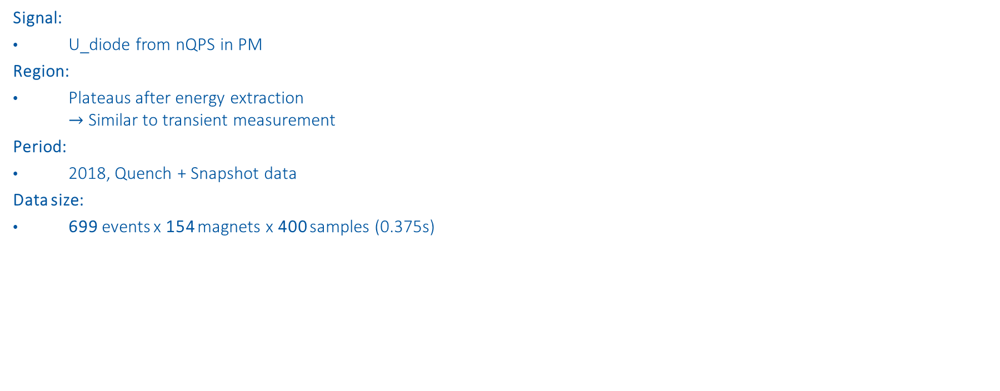 Signal:
• U_diode from nQPS in PM
Region:
• Plateaus after energy extraction
→ Similar to transient measurement
Period:
• 2018, Quench + Snapshot data
Data size:
• 699 events x 154 magnets x 400 samples (0.375s)